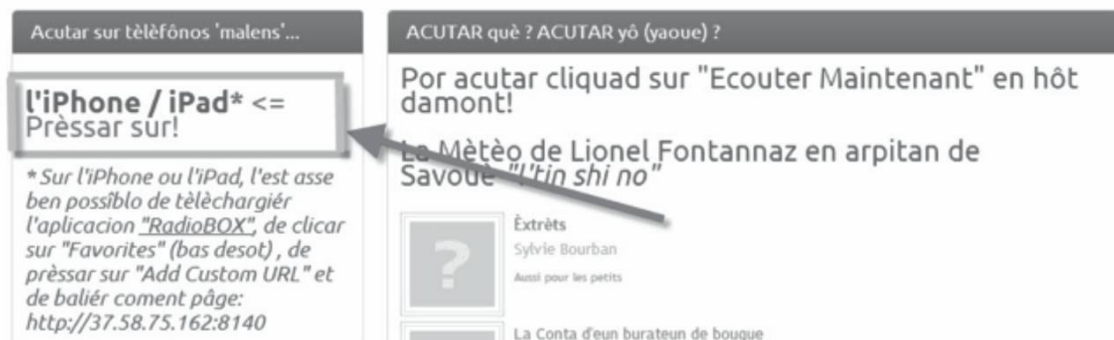 Acutar sur tèlèfônos 'malens'...
l'iPhone / iPad* <=
Prèssar sur!
* Sur l'iPhone ou l'iPad, l'est asse
ben possîblo de tèlèchargiér
l'aplicacion "RadioBOX", de clicar
sur "Favorites" (bas desot) , de
prèssar sur "Add Custom URL" et
de baliér coment pâge:
http://37.58.75.162:8140
ACUTAR què ? ACUTAR yô (yaoue) ?
Por acutar cliquad sur "Ecouter Maintenant" en hôt
damont!
La Mètèo de Lionel Fontannaz en arpitan de
Savouè "l'tin shi no"
Èxtrèts
Sylvie Bourban
Aussi pour les petits
La Conta d'eun burateun de bouque